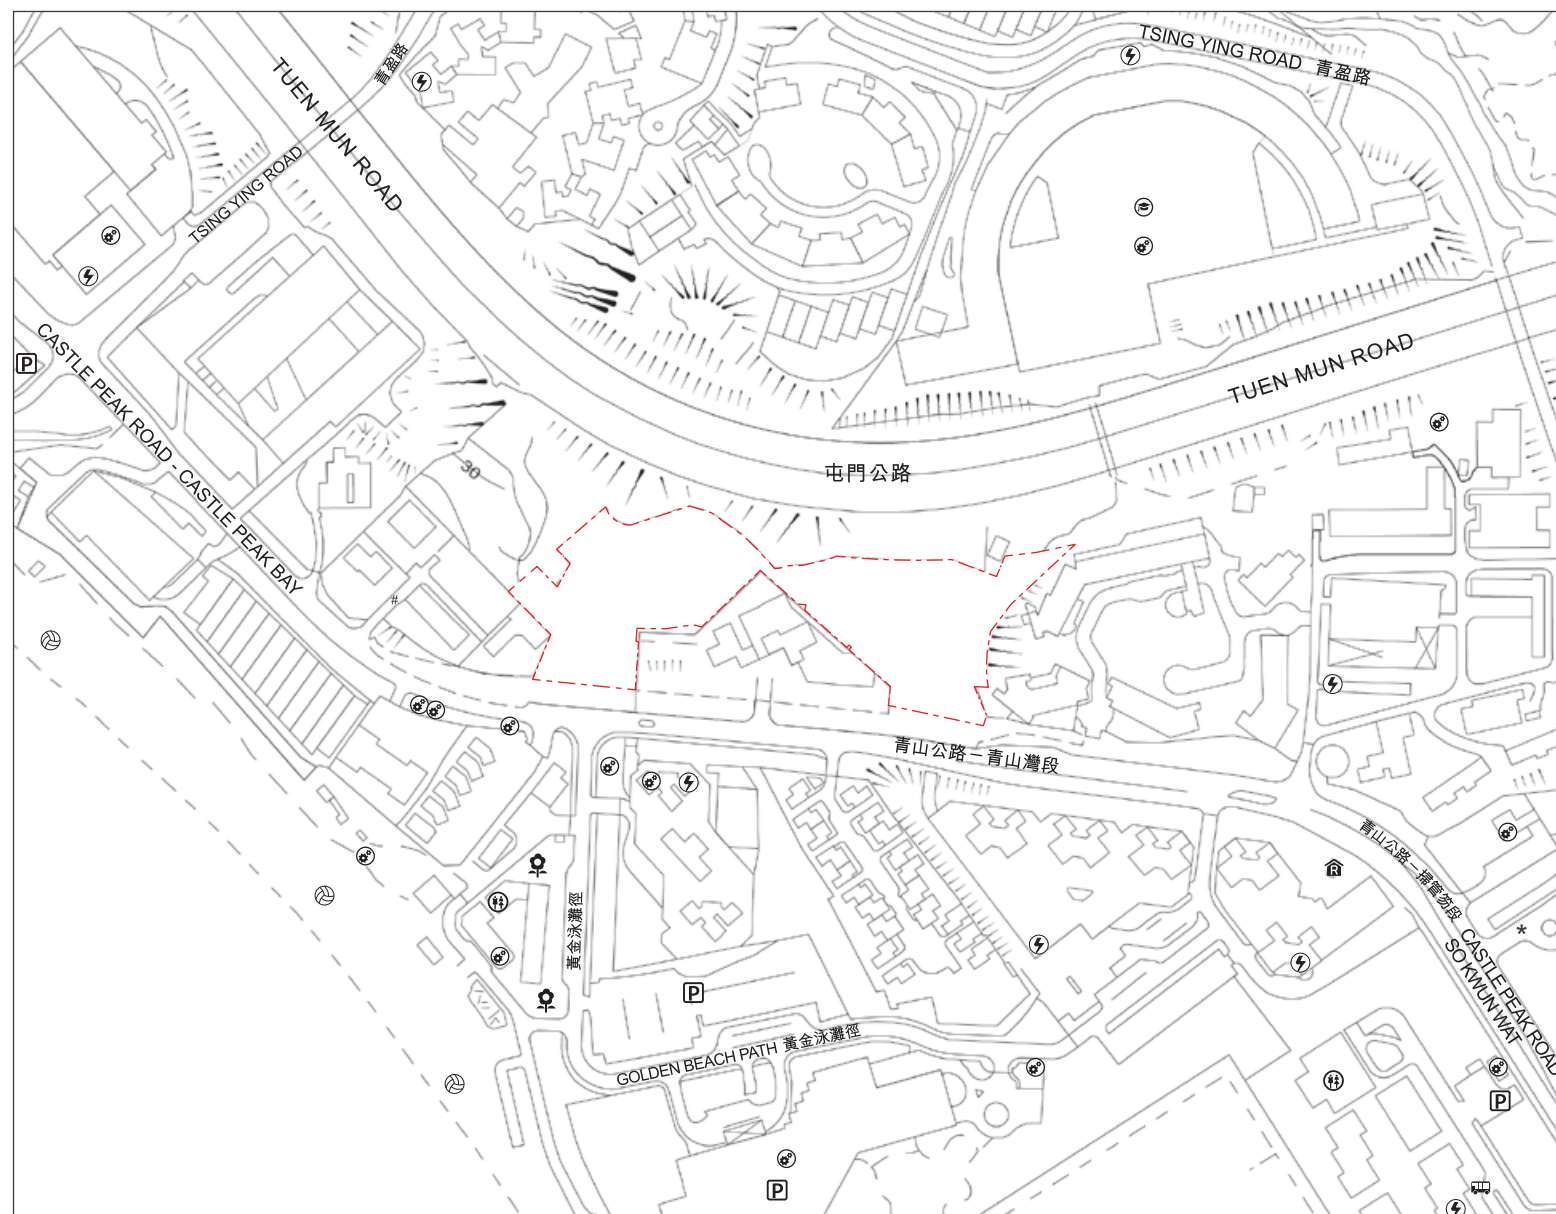 TSING YING ROAD 青盈路
青盈路
TUEN MUN ROAD
TSING YING ROAD
P
CASTLE PEAK ROAD - CASTLE PEAK BAY
TUEN MUN ROAD
30
屯門公路
#
青山公路－青山灣段
青山公路－掃管笏段
R
黃金泳灘徑
*
CASTLE PEAK ROAD
SO KWUN WAT
P
GOLDEN BEACH PATH 黃金泳灘徑
P
P